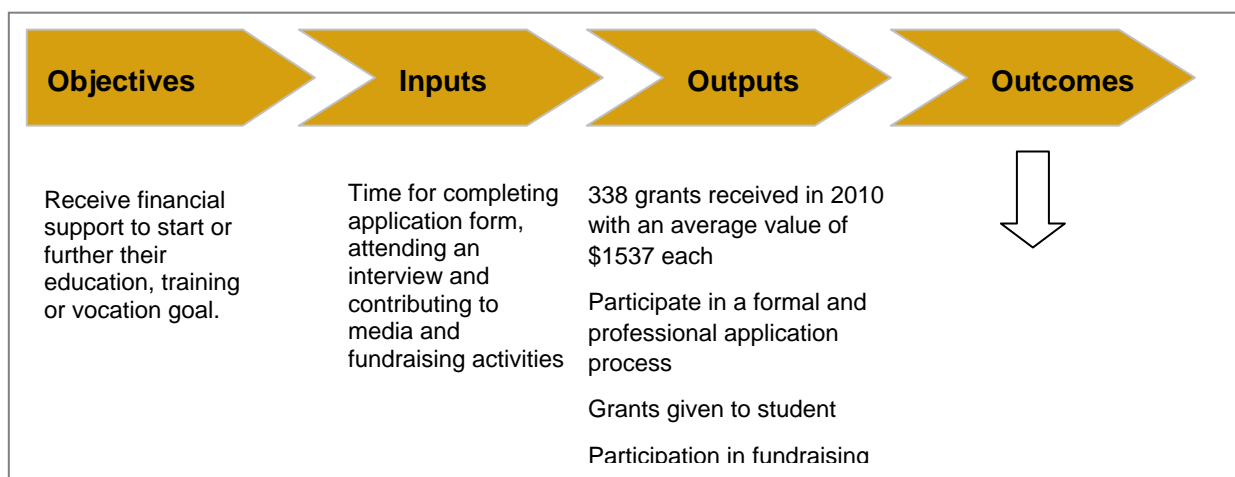 Objectives
Inputs
Outputs
Outcomes
Receive financial
support to start or
further their
education, training
or vocation goal.
Time for completing
application form,
attending an
interview and
contributing to
media and
fundraising activities
338 grants received in 2010
with an average value of
$1537 each
Participate in a formal and
professional application
process
Grants given to student
Participation in fundraising